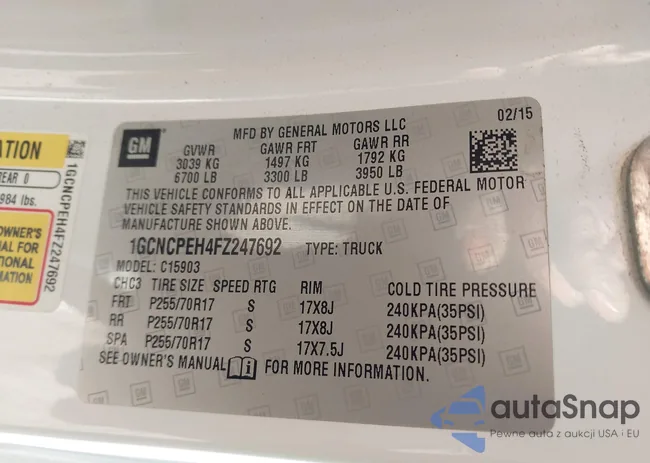 ATION
EAR 0
984 lbs.
OWNER'S
UAL FOR
TIONAL
MATION
1GCNCPEH4FZ247692
GM
MFD BY GENERAL MOTORS LLC
02/15
GVWR GAWR FRT GAWR RR
3039 KG 1497 KG 1792 KG
6700 LB 3300 LB 3950 LB
THIS VEHICLE CONFORMS TO ALL APPLICABLE U.S. FEDERAL MOTOR
VEHICLE SAFETY STANDARDS IN EFFECT ON THE DATE OF
MANUFACTURE SHOWN ABOVE.
1GCNCPEH4FZ247692 TYPE: TRUCK
MODEL: C15903
CHC3 TIRE SIZE SPEED RTG RIM COLD TIRE PRESSURE
FRT P255/70R17 S 17X8J 240KPA(35PSI)
RR P255/70R17 S 17X8J 240KPA(35PSI)
SPA P255/70R17 S 17X7.5J 240KPA(35PSI)
SEE OWNER'S MANUAL FOR MORE INFORMATION.
autaSnap
Pewne auta z aukcji USA i EU